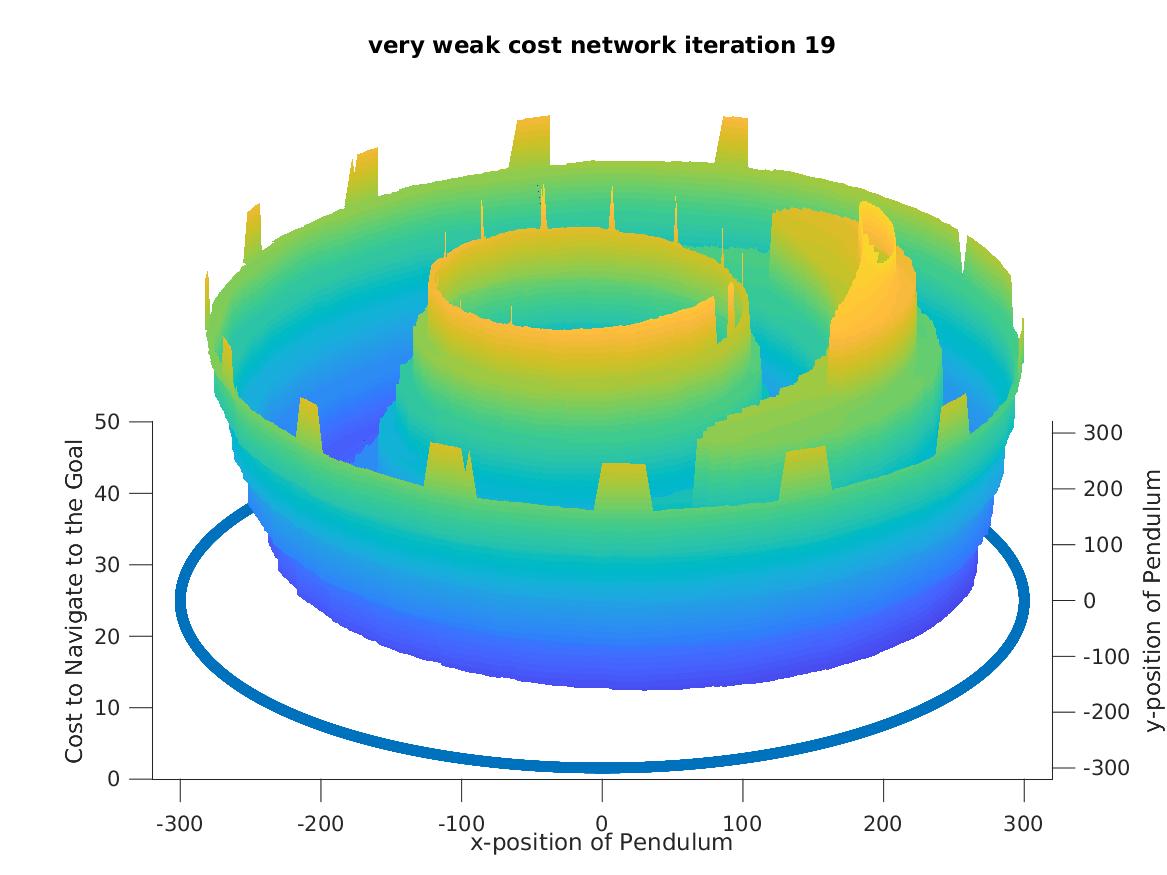 very weak cost network iteration 19
Cost to Navigate to the Goal
50
40
30
20
10
0
-300 -200 -100 0 100 200 300
x-position of Pendulum
300
200
100
0
-100
-200
-300
y-position of Pendulum